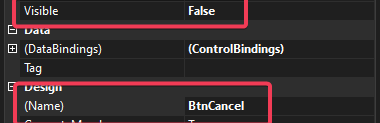 Visible False
Data
(DataBindings) (ControlBindings)
Tag
Design
(Name) BtnCancel